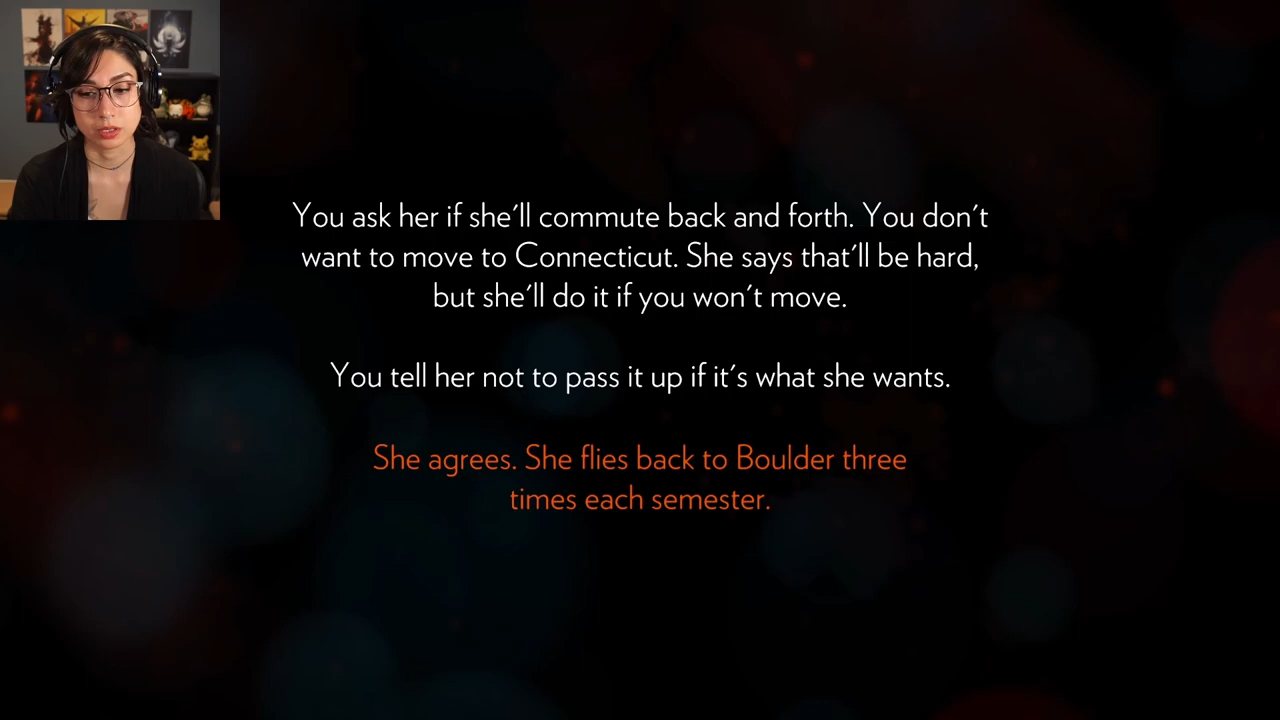 You ask her if she'll commute back and forth. You don't
want to move to Connecticut. She says that'll be hard,
but she'll do it if you won't move.
You tell her not to pass it up if it's what she wants.
She agrees. She flies back to Boulder three
times each semester.